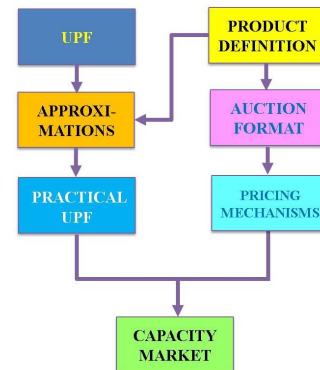 UPF
PRODUCT
DEFINITION
APPROXI-
MATIONS
AUCTION
FORMAT
PRACTICAL
UPF
PRICING
MECHANISMS
CAPACITY
MARKET